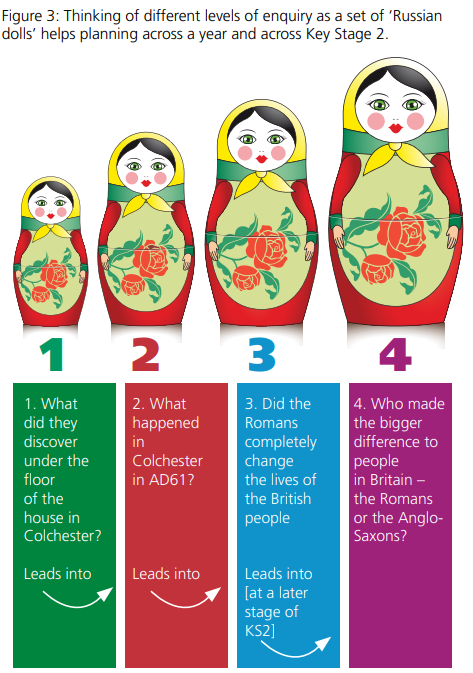 Figure 3: Thinking of different levels of enquiry as a set of ‘Russian
dolls’ helps planning across a year and across Key Stage 2.
1
2
3
4
1. What
did they
discover
under the
floor
of the
house in
Colchester?
Leads into
2. What
happened
in
Colchester
in AD61?
Leads into
3. Did the
Romans
completely
change
the lives of
the British
people
Leads into
[at a later
stage of
KS2]
4. Who made
the bigger
difference to
people
in Britain –
the Romans
or the Anglo-
Saxons?